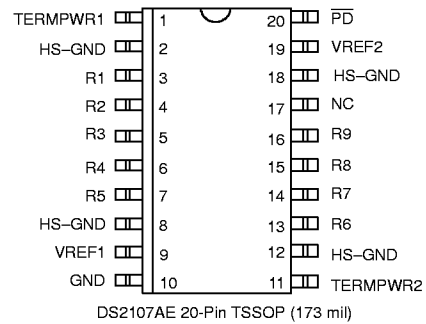 TERMPWR1 1 20 P̅D̅
HS–GND 2 19 VREF2
R1 3 18 HS–GND
R2 4 17 NC
R3 5 16 R9
R4 6 15 R8
R5 7 14 R7
HS–GND 8 13 R6
VREF1 9 12 HS–GND
GND 10 11 TERMPWR2
DS2107AE 20-Pin TSSOP (173 mil)